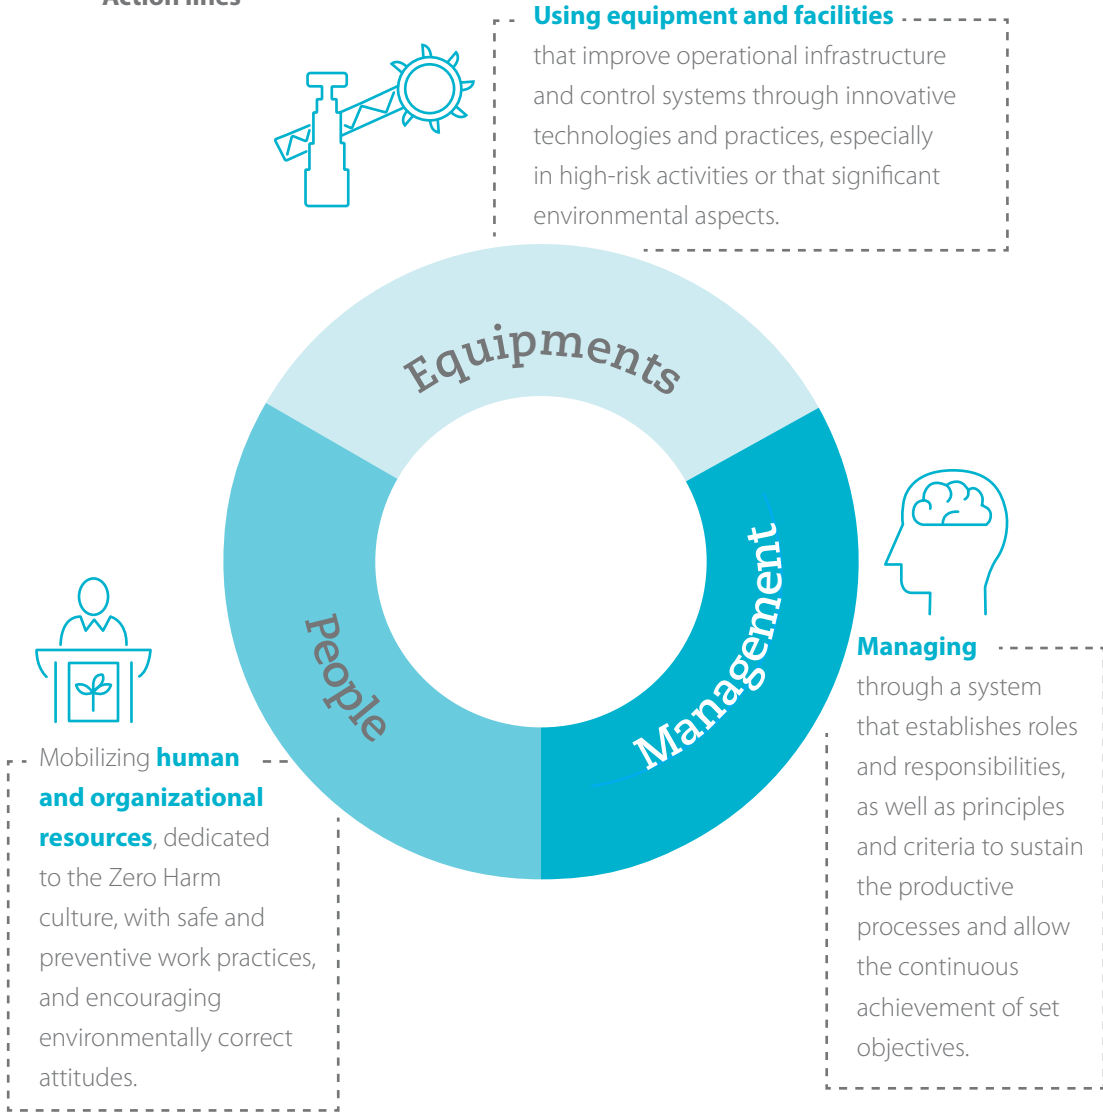 Action lines
Using equipment and facilities
that improve operational infrastructure
and control systems through innovative
technologies and practices, especially
in high-risk activities or that significant
environmental aspects.
Equipments
People
Management
Managing
through a system
that establishes roles
and responsibilities,
as well as principles
and criteria to sustain
the productive
processes and allow
the continuous
achievement of set
objectives.
Mobilizing human
and organizational
resources, dedicated
to the Zero Harm
culture, with safe and
preventive work practices,
and encouraging
environmentally correct
attitudes.